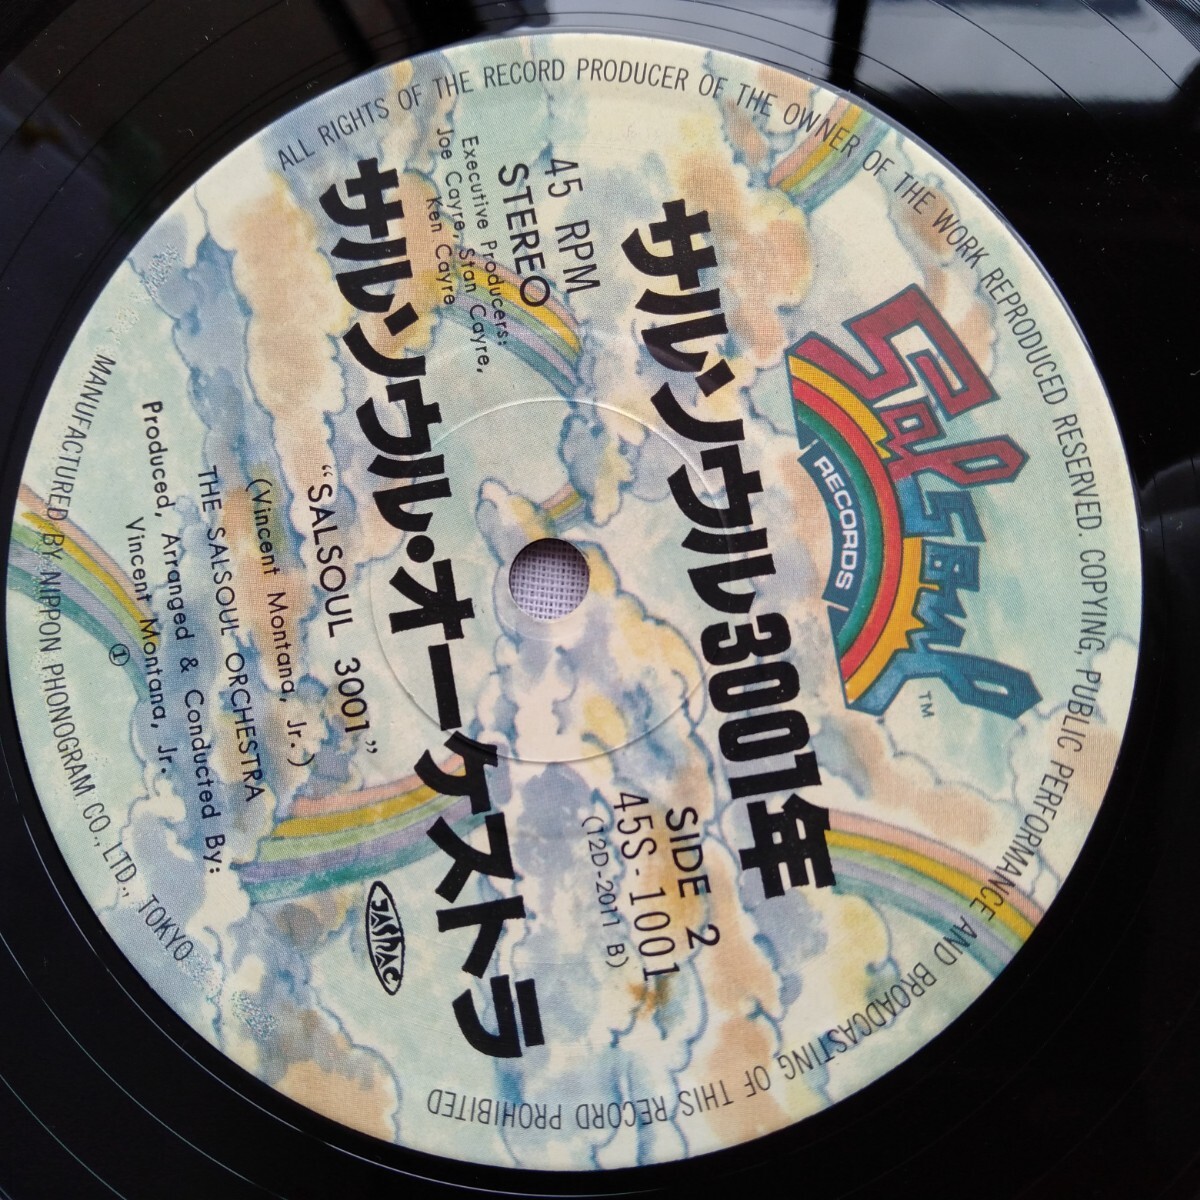 ALL RIGHTS OF THE RECORD PRODUCER OF THE OWNER OF THE WORK REPRODUCED RESERVED. COPYING, PUBLIC PERFORMANCE AND BROADCASTING OF THIS RECORD PROHIBITED
Salsoul
RECORDS
TM
サルソウル3001年
45 RPM
STEREO
Executive Producers:
Joe Cayre, Stan Cayre,
Ken Cayre
SIDE 2
45S-1001
(12D-2011 B)
サルソウル・オーケストラ
JASRAC
"SALSOUL 3001"
(Vincent Montana, Jr.)
THE SALSOUL ORCHESTRA
Produced, Arranged & Conducted By:
Vincent Montana, Jr.
①
MANUFACTURED BY NIPPON PHONOGRAM CO., LTD., TOKYO